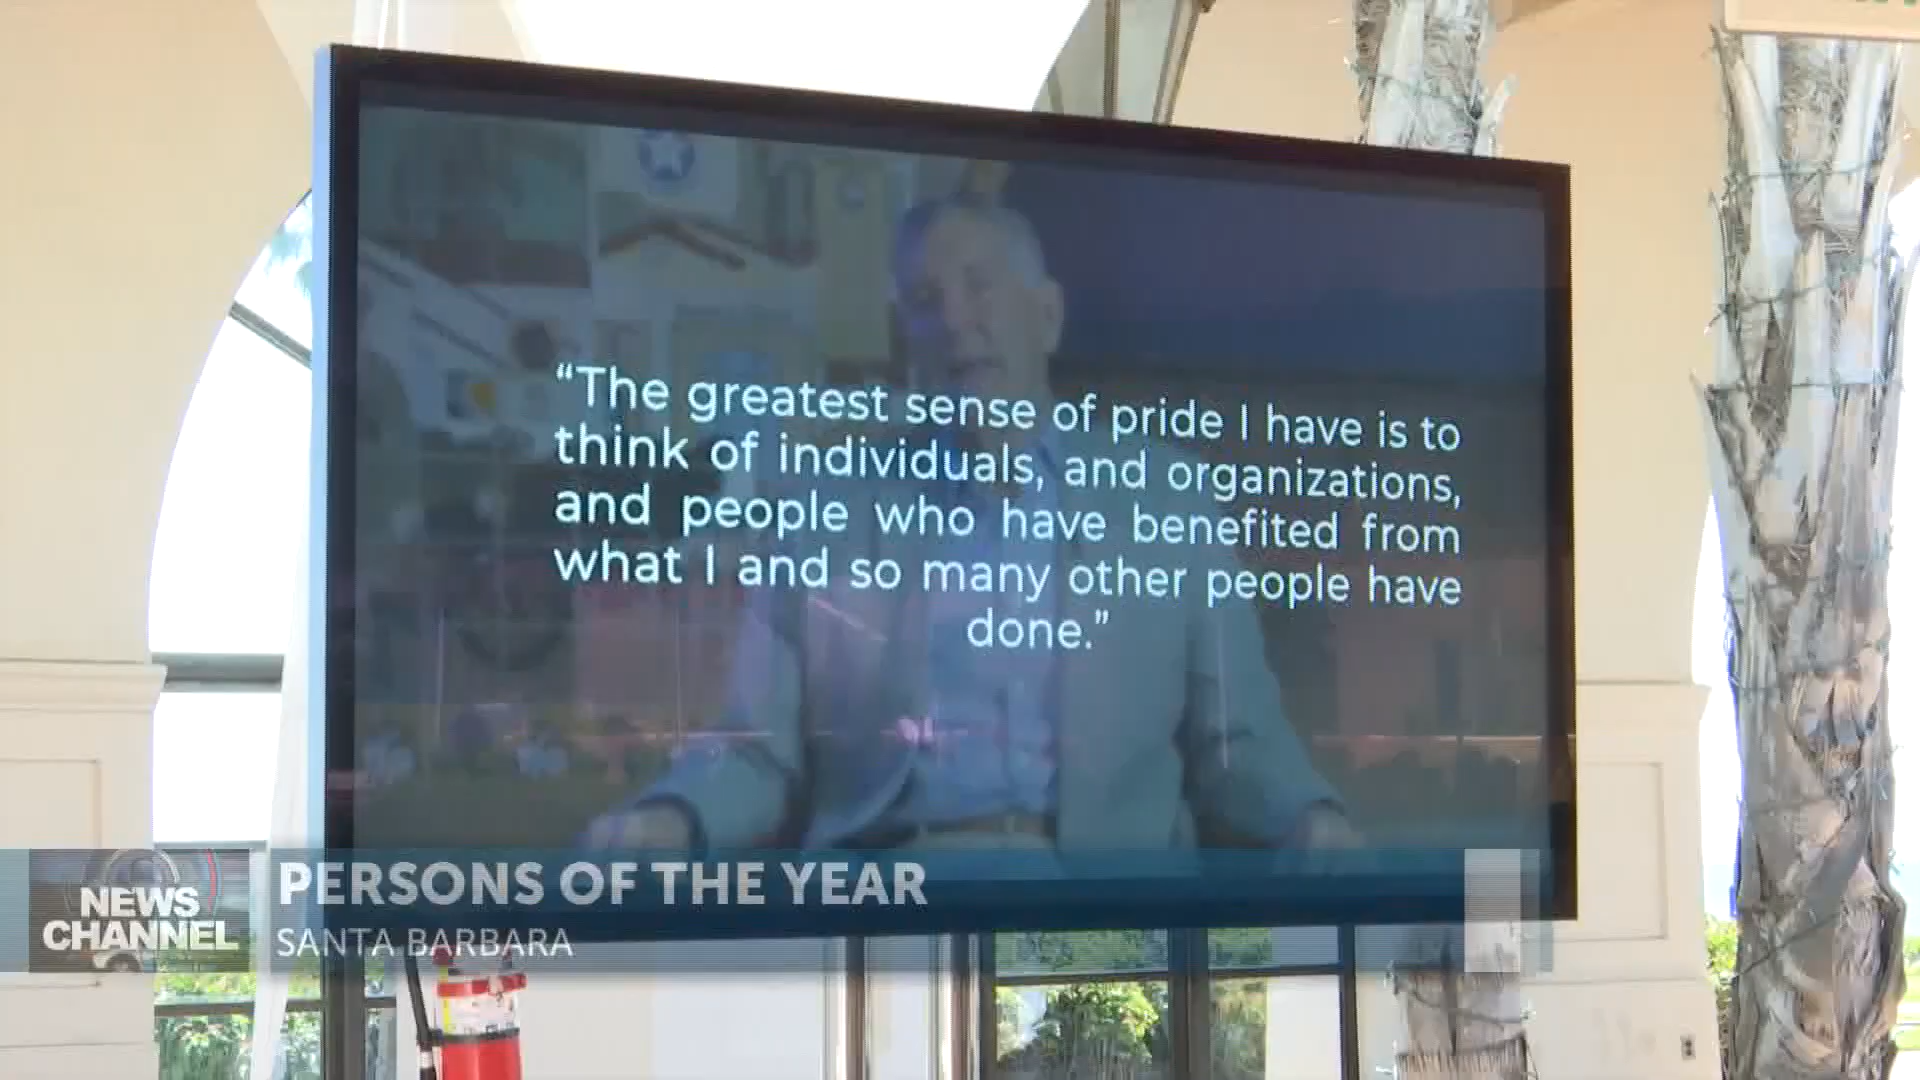 “The greatest sense of pride I have is to
think of individuals, and organizations,
and people who have benefited from
what I and so many other people have
done.”
NEWS
CHANNEL
PERSONS OF THE YEAR
SANTA BARBARA